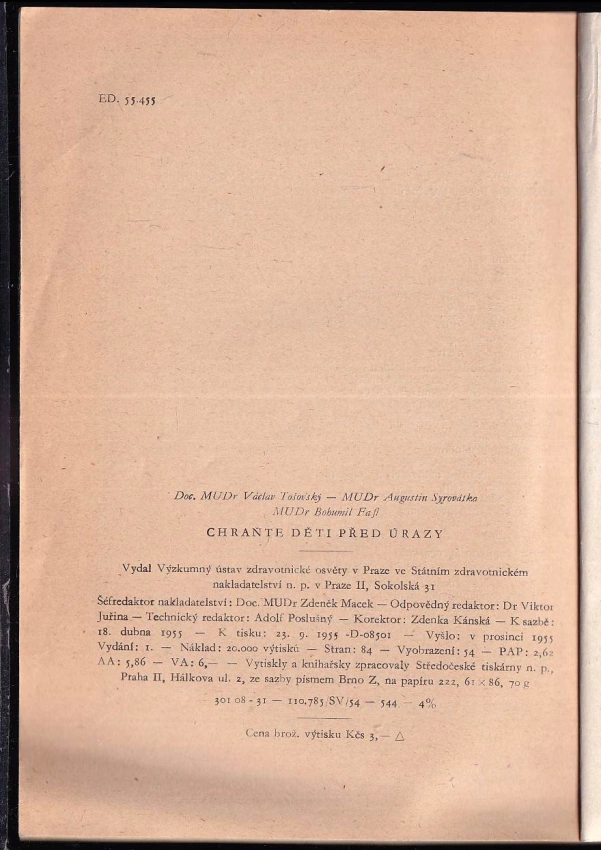 ED. 55-455
Doc. MUDr Václav Tošovský — MUDr Augustin Syrovátka
MUDr Bohumil Fafl
CHRAŇTE DĚTI PŘED ÚRAZY
Vydal Výzkumný ústav zdravotnické osvěty v Praze ve Státním zdravotnickém
nakladatelství n. p. v Praze II, Sokolská 31
Šéfredaktor nakladatelství: Doc. MUDr Zdeněk Macek — Odpovědný redaktor: Dr Viktor
Juřina — Technický redaktor: Adolf Poslušný — Korektor: Zdenka Kánská — K sazbě:
18. dubna 1955 — K tisku: 23. 9. 1955 -D-08501 — Vyšlo: v prosinci 1955
Vydání: 1. — Náklad: 20.000 výtisků — Stran: 84 — Vyobrazení: 54 — PAP: 2,62
AA: 5,86 — VA: 6,— — Vytiskly a knihařsky zpracovaly Středočeské tiskárny n. p.,
Praha II, Hálkova ul. 2, ze sazby písmem Brno Z, na papíru 222, 61 × 86, 70 g
301 08 - 31 — 110.785/SV/54 — 544 — 4%
Cena brož. výtisku Kčs 3,— △